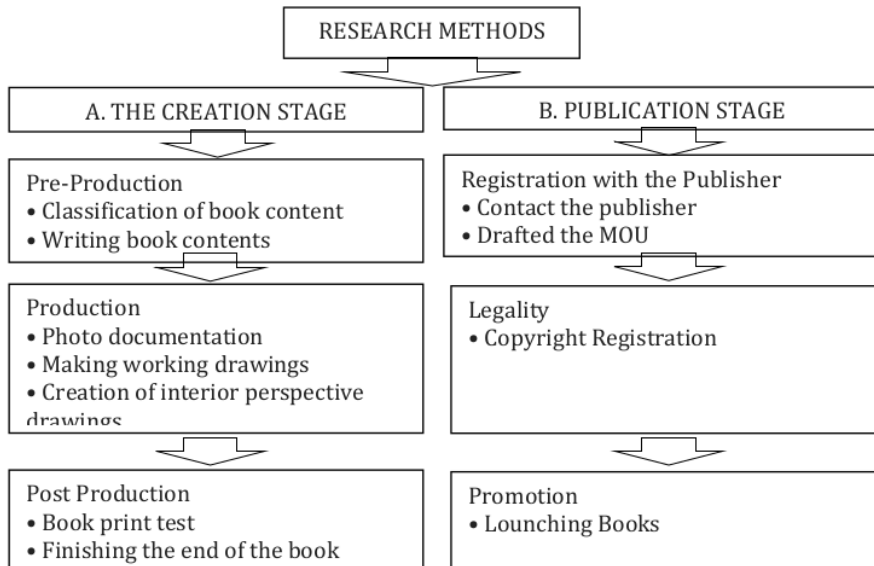 RESEARCH METHODS
A. THE CREATION STAGE
Pre-Production
• Classification of book content
• Writing book contents
Production
• Photo documentation
• Making working drawings
• Creation of interior perspective
drawings
Post Production
• Book print test
• Finishing the end of the book
B. PUBLICATION STAGE
Registration with the Publisher
• Contact the publisher
• Drafted the MOU
Legality
• Copyright Registration
Promotion
• Lounching Books